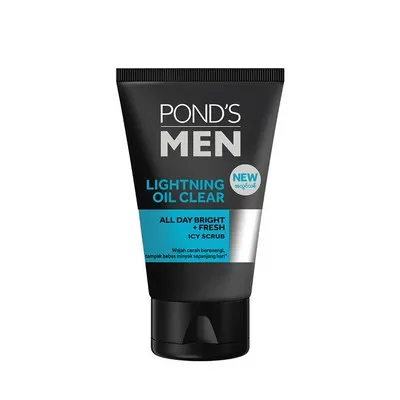 POND'S
MEN
LIGHTNING
OIL CLEAR
NEW
ALL DAY BRIGHT
+ FRESH
ICY SCRUB
Wajah cerah berenergi,
tampak bebas minyak sepanjang hari*